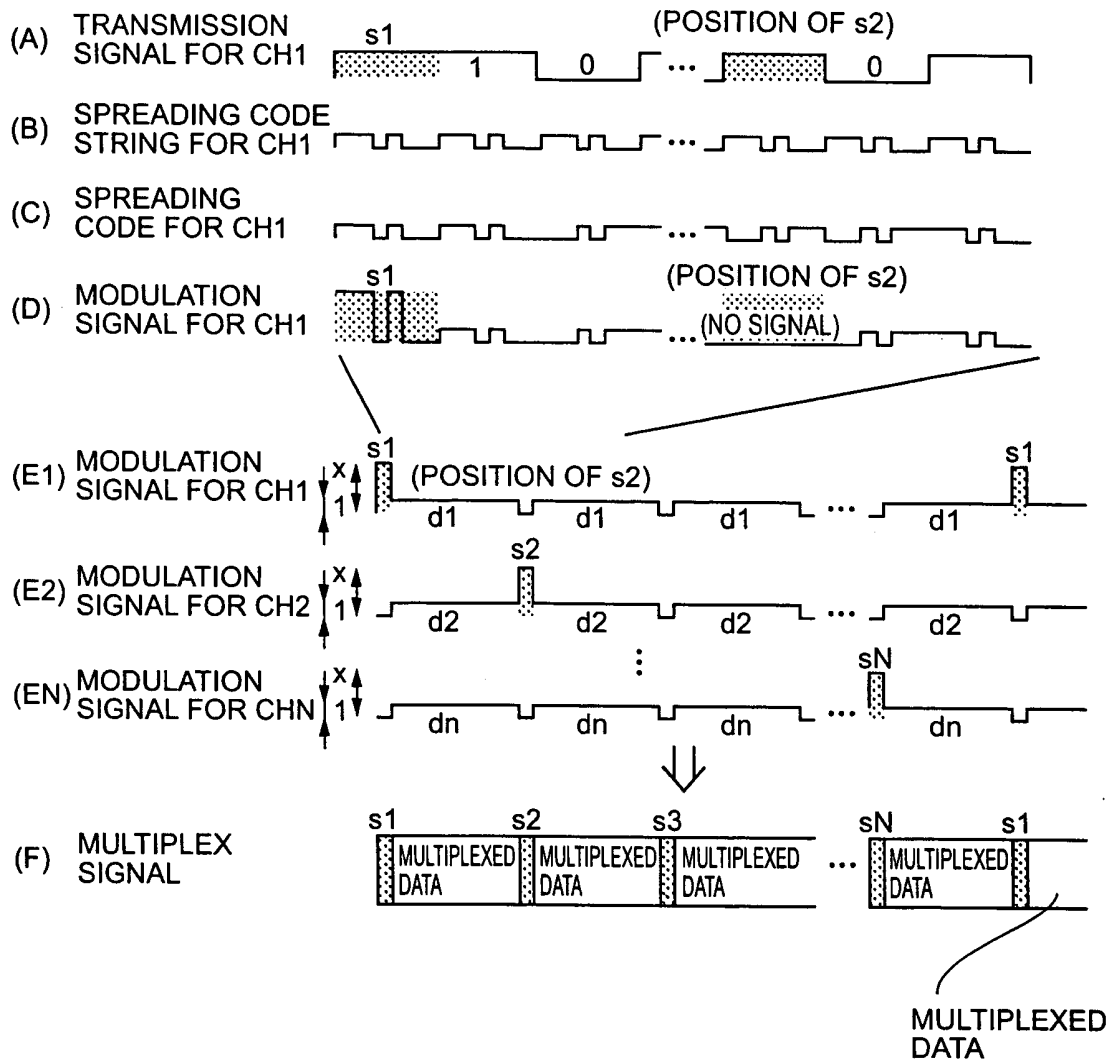 (A) TRANSMISSION
SIGNAL FOR CH1
s1
(POSITION OF s2)
1 0 ... 0
(B) SPREADING CODE
STRING FOR CH1
...
(C) SPREADING
CODE FOR CH1
...
(D) MODULATION
SIGNAL FOR CH1
s1
(POSITION OF s2)
(NO SIGNAL)
...
(E1) MODULATION
SIGNAL FOR CH1
x
1
s1 (POSITION OF s2) s1
d1 d1 d1 ... d1
(E2) MODULATION
SIGNAL FOR CH2
x
1
s2
d2 d2 d2 ... d2
(EN) MODULATION
SIGNAL FOR CHN
x
1
sN
dn dn dn ... dn
(F) MULTIPLEX
SIGNAL
s1 s2 s3 sN s1
MULTIPLEXED MULTIPLEXED MULTIPLEXED ... MULTIPLEXED
DATA DATA DATA DATA
MULTIPLEXED
DATA